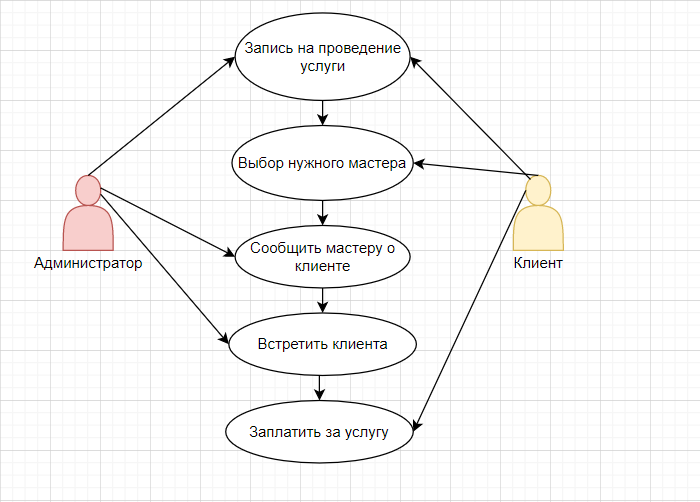 Запись на проведение
услуги
Выбор нужного мастера
Сообщить мастеру о
клиенте
Администратор
Клиент
Встретить клиента
Заплатить за услугу